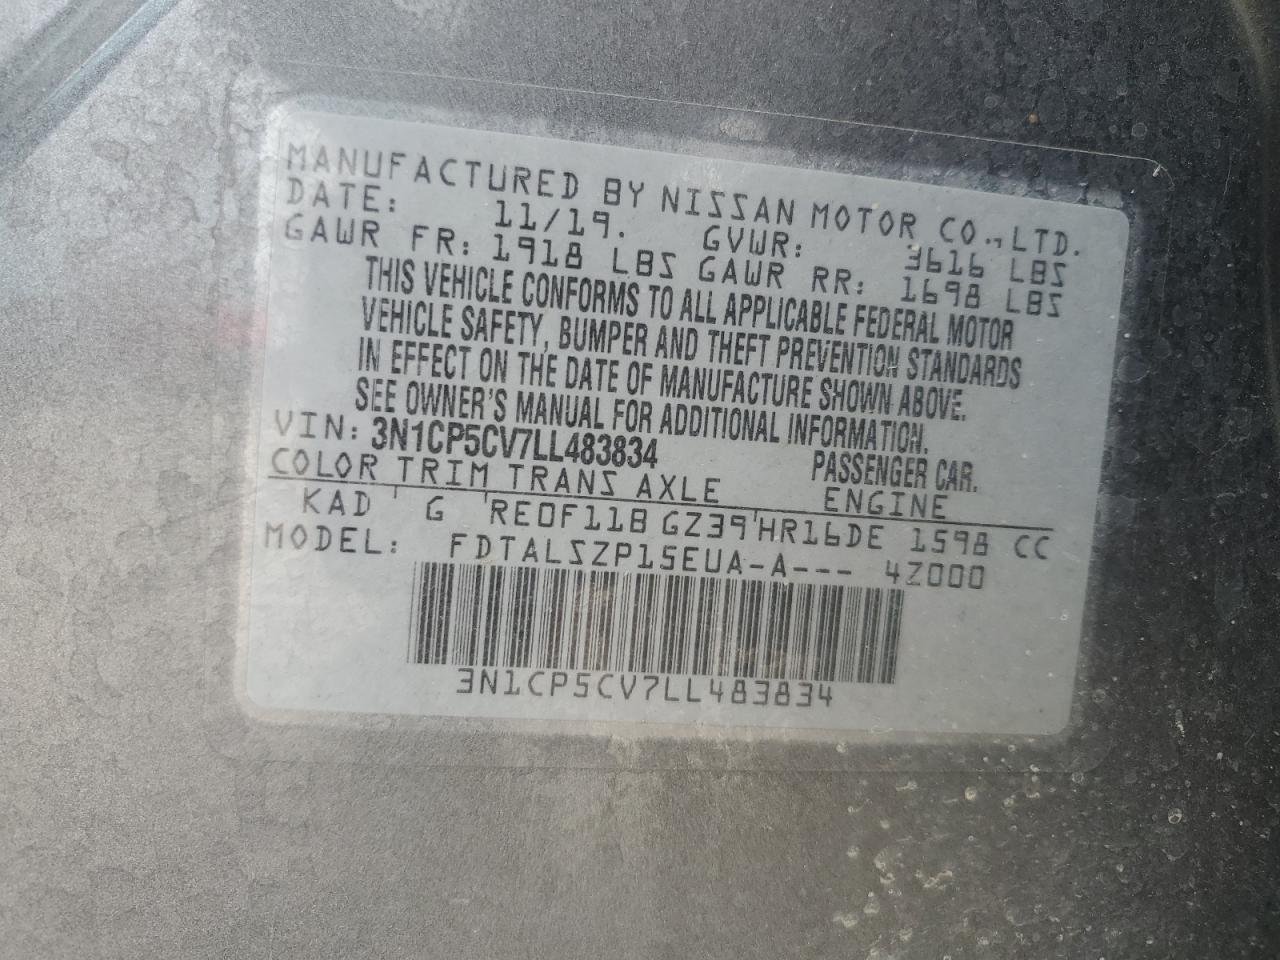 MANUFACTURED BY NISSAN MOTOR CO.,LTD.
DATE: 11/19. GVWR: 3616 LBS
GAWR FR: 1918 LBS GAWR RR: 1698 LBS
THIS VEHICLE CONFORMS TO ALL APPLICABLE FEDERAL MOTOR
VEHICLE SAFETY, BUMPER AND THEFT PREVENTION STANDARDS
IN EFFECT ON THE DATE OF MANUFACTURE SHOWN ABOVE.
SEE OWNER'S MANUAL FOR ADDITIONAL INFORMATION.
VIN: 3N1CP5CV7LL483834 PASSENGER CAR.
COLOR TRIM TRANS AXLE ENGINE
KAD G RE0F11B GZ39 HR16DE 1598 CC
MODEL: FDTALSZP15EUA-A--- 4Z000
3N1CP5CV7LL483834